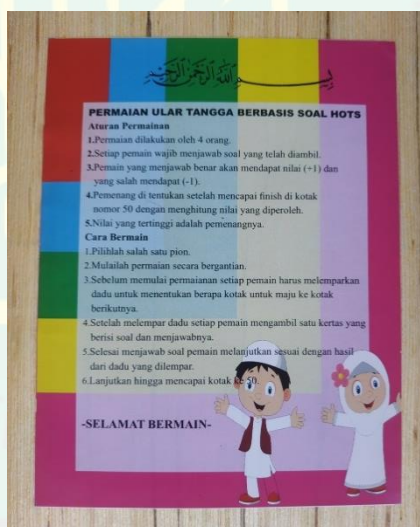 بِسْمِ اللَّهِ الرَّحْمَنِ الرَّحِيمِ
PERMAIAN ULAR TANGGA BERBASIS SOAL HOTS
Aturan Permainan
1.Permaian dilakukan oleh 4 orang.
2.Setiap pemain wajib menjawab soal yang telah diambil.
3.Pemain yang menjawab benar akan mendapat nilai (+1) dan
yang salah mendapat (-1).
4.Pemenang di tentukan setelah mencapai finish di kotak
nomor 50 dengan menghitung nilai yang diperoleh.
5.Nilai yang tertinggi adalah pemenangnya.
Cara Bermain
1.Pilihlah salah satu pion.
2.Mulailah permaian secara bergantian.
3.Sebelum memulai permaianan setiap pemain harus melemparkan
dadu untuk menentukan berapa kotak untuk maju ke kotak
berikutnya.
4.Setelah melempar dadu setiap pemain mengambil satu kertas yang
berisi soal dan menjawabnya.
5.Selesai menjawab soal pemain melanjutkan sesuai dengan hasil
dari dadu yang dilempar.
6.Lanjutkan hingga mencapai kotak ke 50.
-SELAMAT BERMAIN-